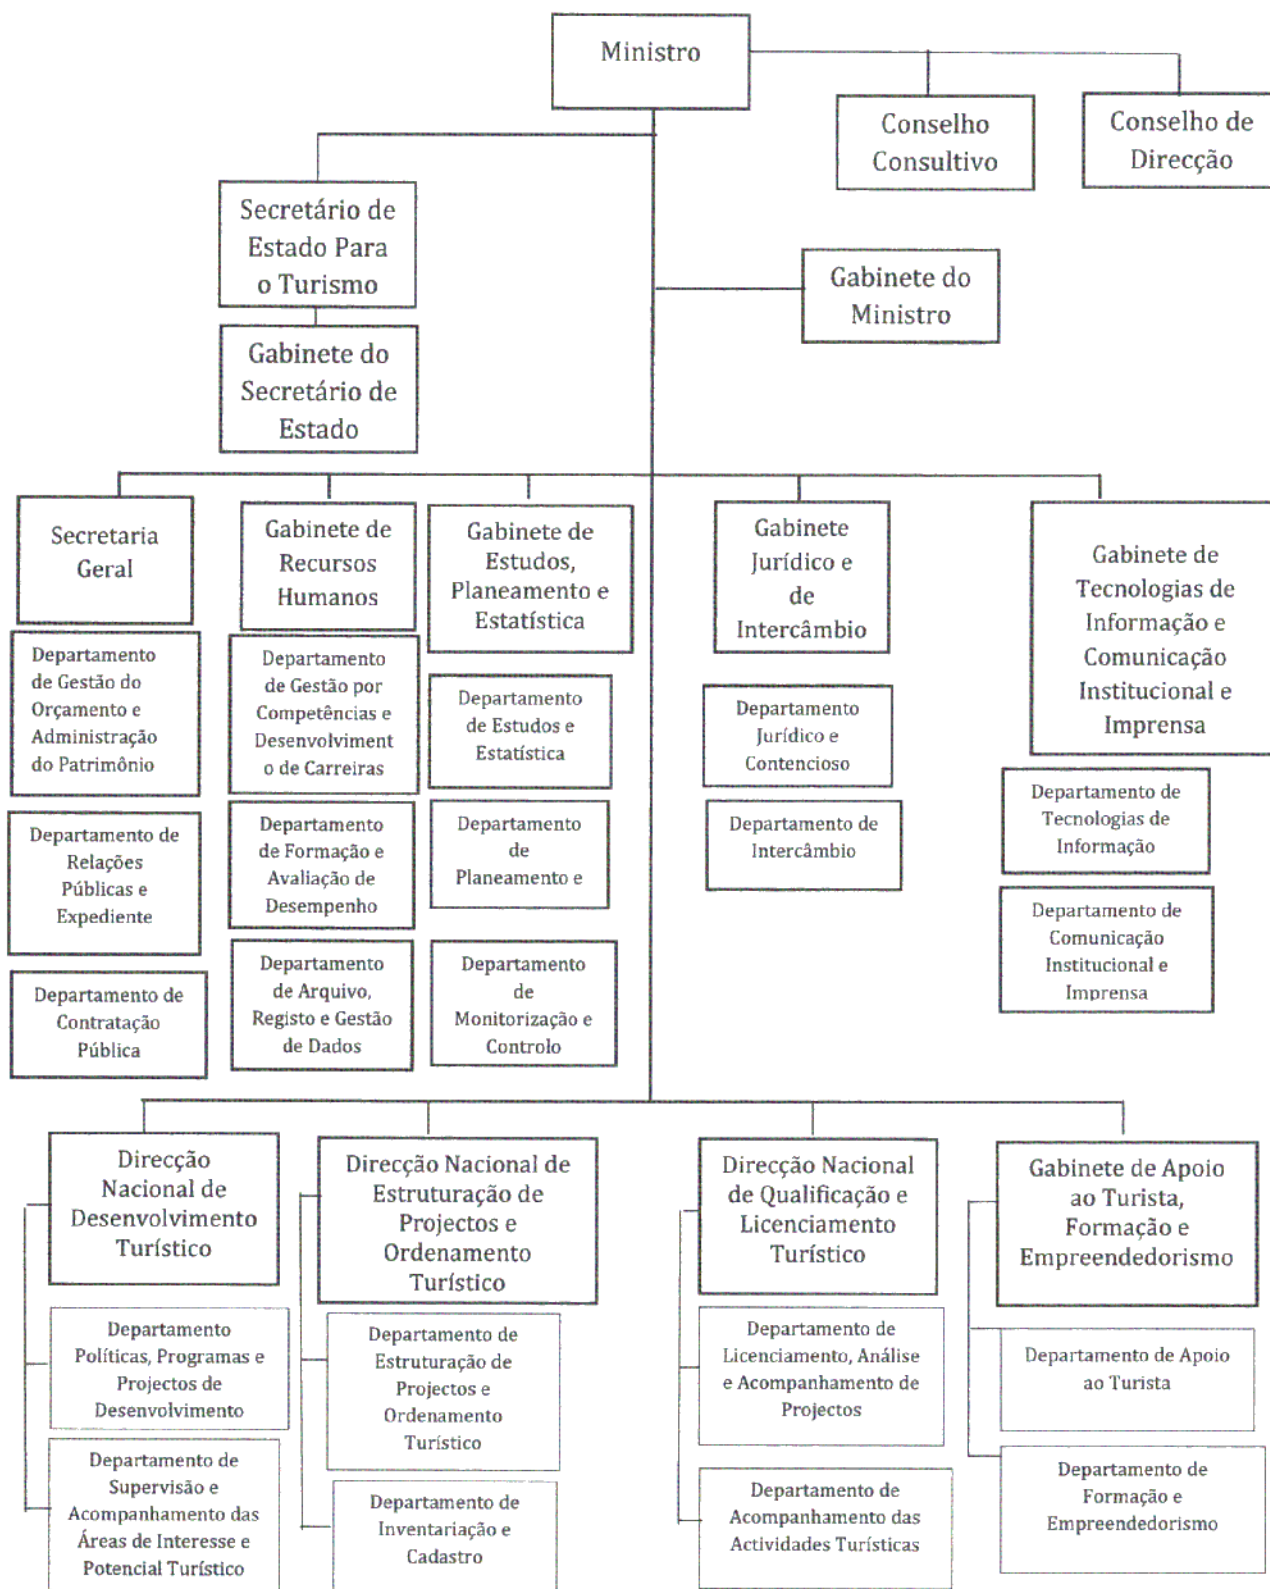 Ministro
Conselho
Consultivo
Conselho de
Direcção
Secretário de
Estado Para
o Turismo
Gabinete do
Ministro
Gabinete do
Secretário de
Estado
Secretaria
Geral
Gabinete de
Recursos
Humanos
Gabinete de
Estudos,
Planeamento e
Estatística
Gabinete
Jurídico e
de
Intercâmbio
Gabinete de
Tecnologias de
Informação e
Comunicação
Institucional e
Imprensa
Departamento
de Gestão do
Orçamento e
Administração
do Patrimônio
Departamento
de Gestão por
Competências e
Desenvolviment
o de Carreiras
Departamento
de Estudos e
Estatística
Departamento
Jurídico e
Contencioso
Departamento de
Tecnologias de
Informação
Departamento de
Relações
Públicas e
Expediente
Departamento
de Formação e
Avaliação de
Desempenho
Departamento
de
Planeamento e
Departamento de
Intercâmbio
Departamento de
Comunicação
Institucional e
Imprensa
Departamento de
Contratação
Pública
Departamento
de Arquivo,
Registo e Gestão
de Dados
Departamento
de
Monitorização e
Controlo
Direcção
Nacional de
Desenvolvimento
Turístico
Direcção Nacional de
Estruturação de
Projectos e
Ordenamento
Turístico
Direcção Nacional
de Qualificação e
Licenciamento
Turístico
Gabinete de Apoio
ao Turista,
Formação e
Empreendedorismo
Departamento
Políticas, Programas e
Projectos de
Desenvolvimento
Departamento de
Estruturação de
Projectos e
Ordenamento
Turístico
Departamento de
Licenciamento, Análise
e Acompanhamento de
Projectos
Departamento de Apoio
ao Turista
Departamento de
Supervisão e
Acompanhamento das
Áreas de Interesse e
Potencial Turístico
Departamento de
Inventariação e
Cadastro
Departamento de
Acompanhamento das
Actividades Turísticas
Departamento de
Formação e
Empreendedorismo